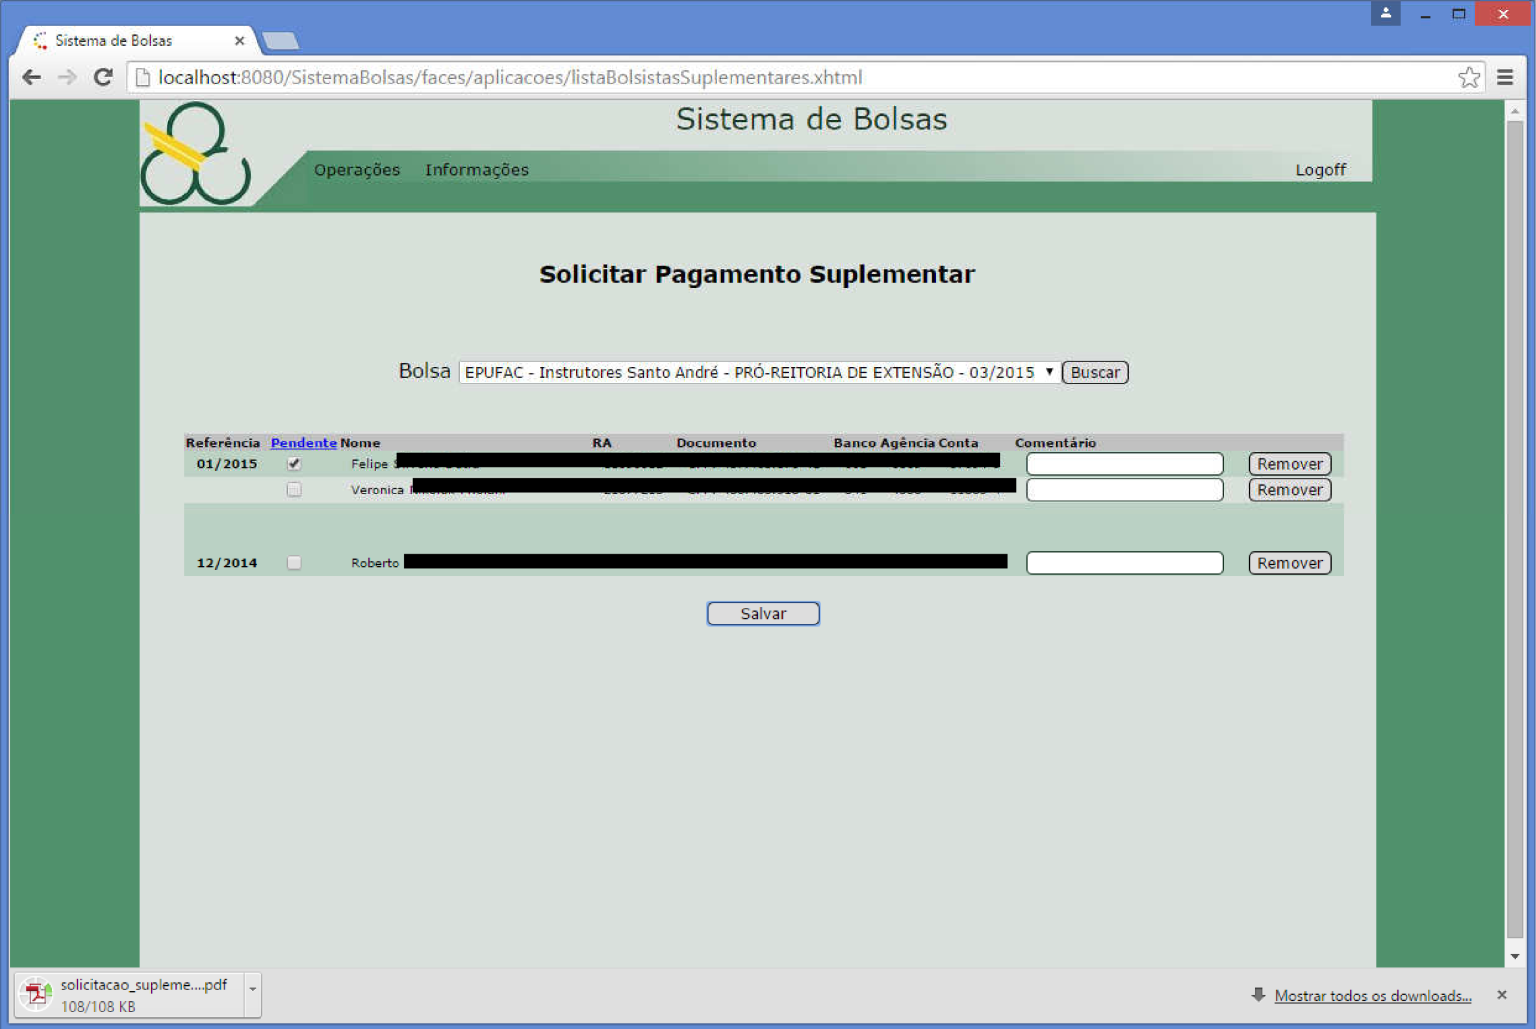 Sistema de Bolsas
localhost:8080/SistemaBolsas/faces/aplicacoes/listaBolsistasSuplementares.xhtml
Sistema de Bolsas
Operações Informações Logoff
Solicitar Pagamento Suplementar
Bolsa EPUFAC - Instrutores Santo André - PRÓ-REITORIA DE EXTENSÃO - 03/2015 Buscar
Referência Pendente Nome RA Documento Banco Agência Conta Comentário
01/2015 Felipe Remover
Veronica Remover
12/2014 Roberto Remover
Salvar
solicitacao_supleme....pdf
108/108 KB
Mostrar todos os downloads...